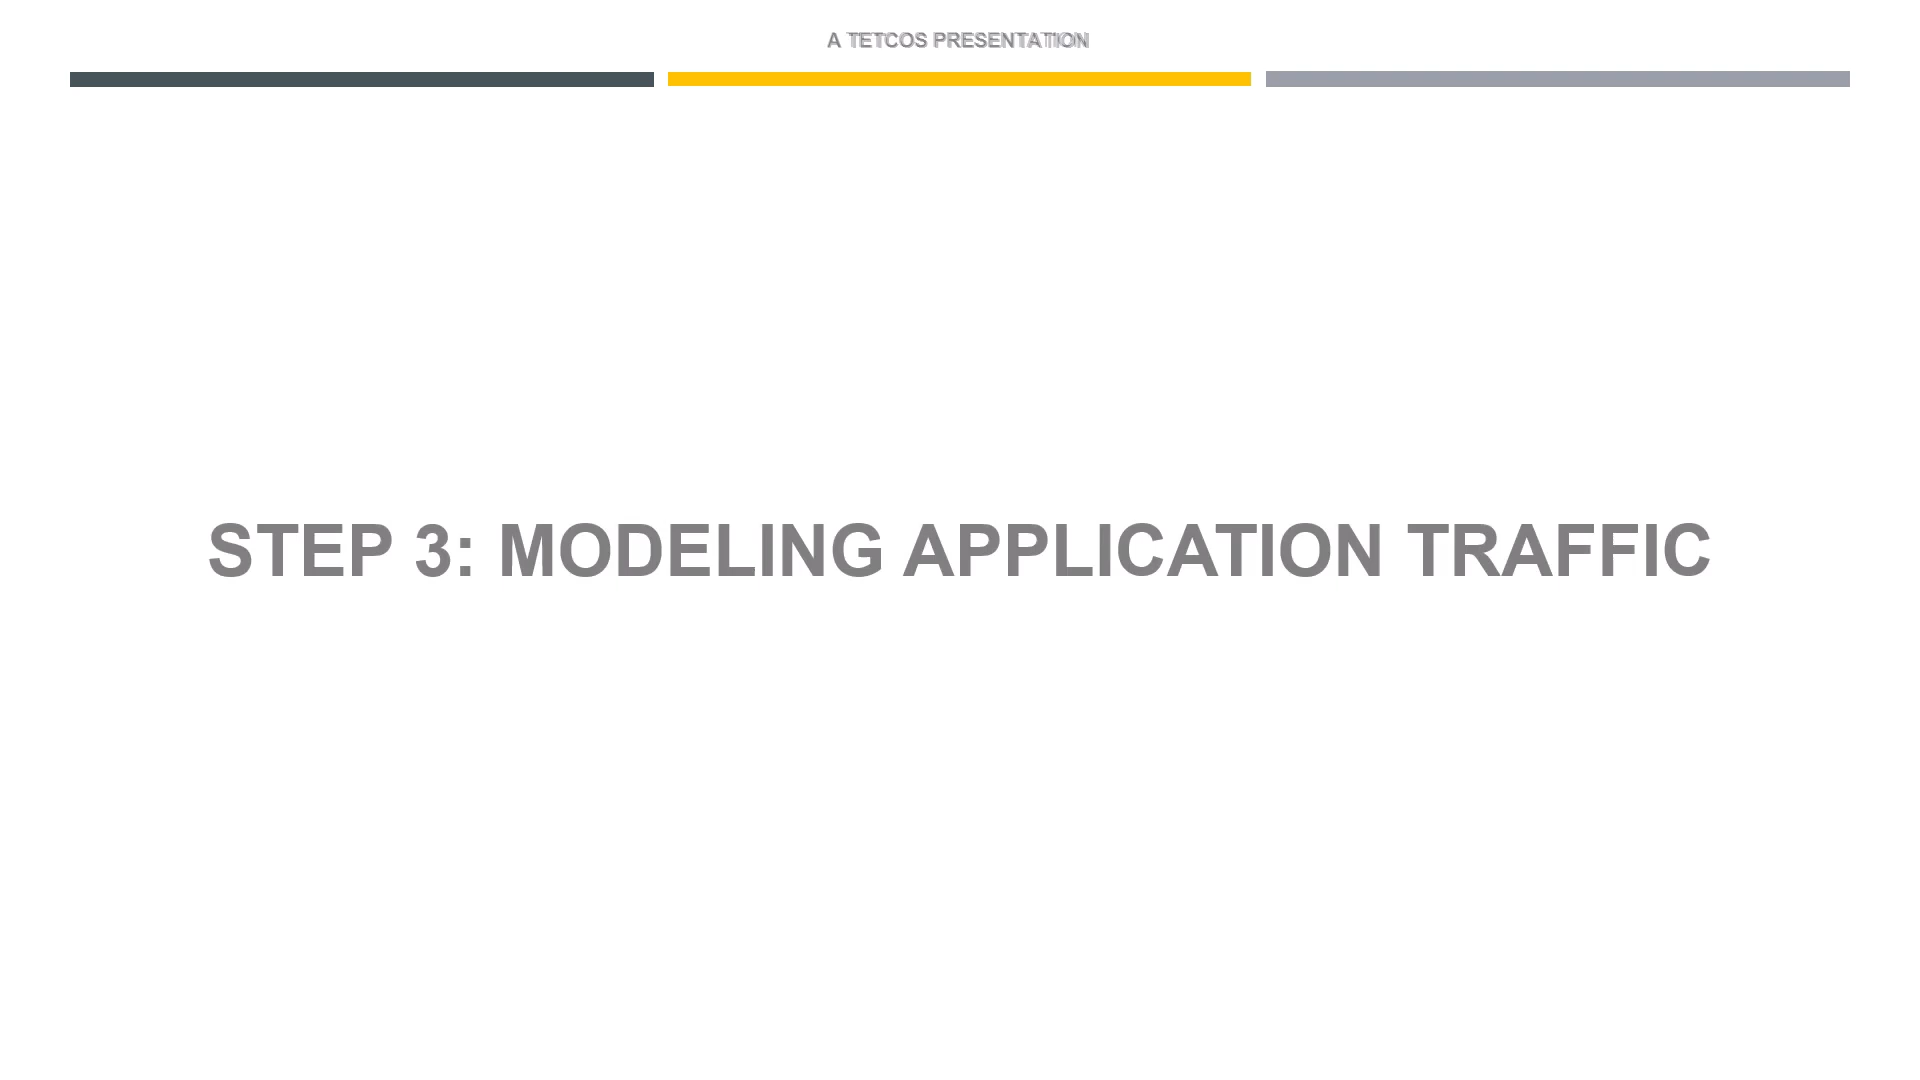 A TETCOS PRESENTATION
STEP 3: MODELING APPLICATION TRAFFIC